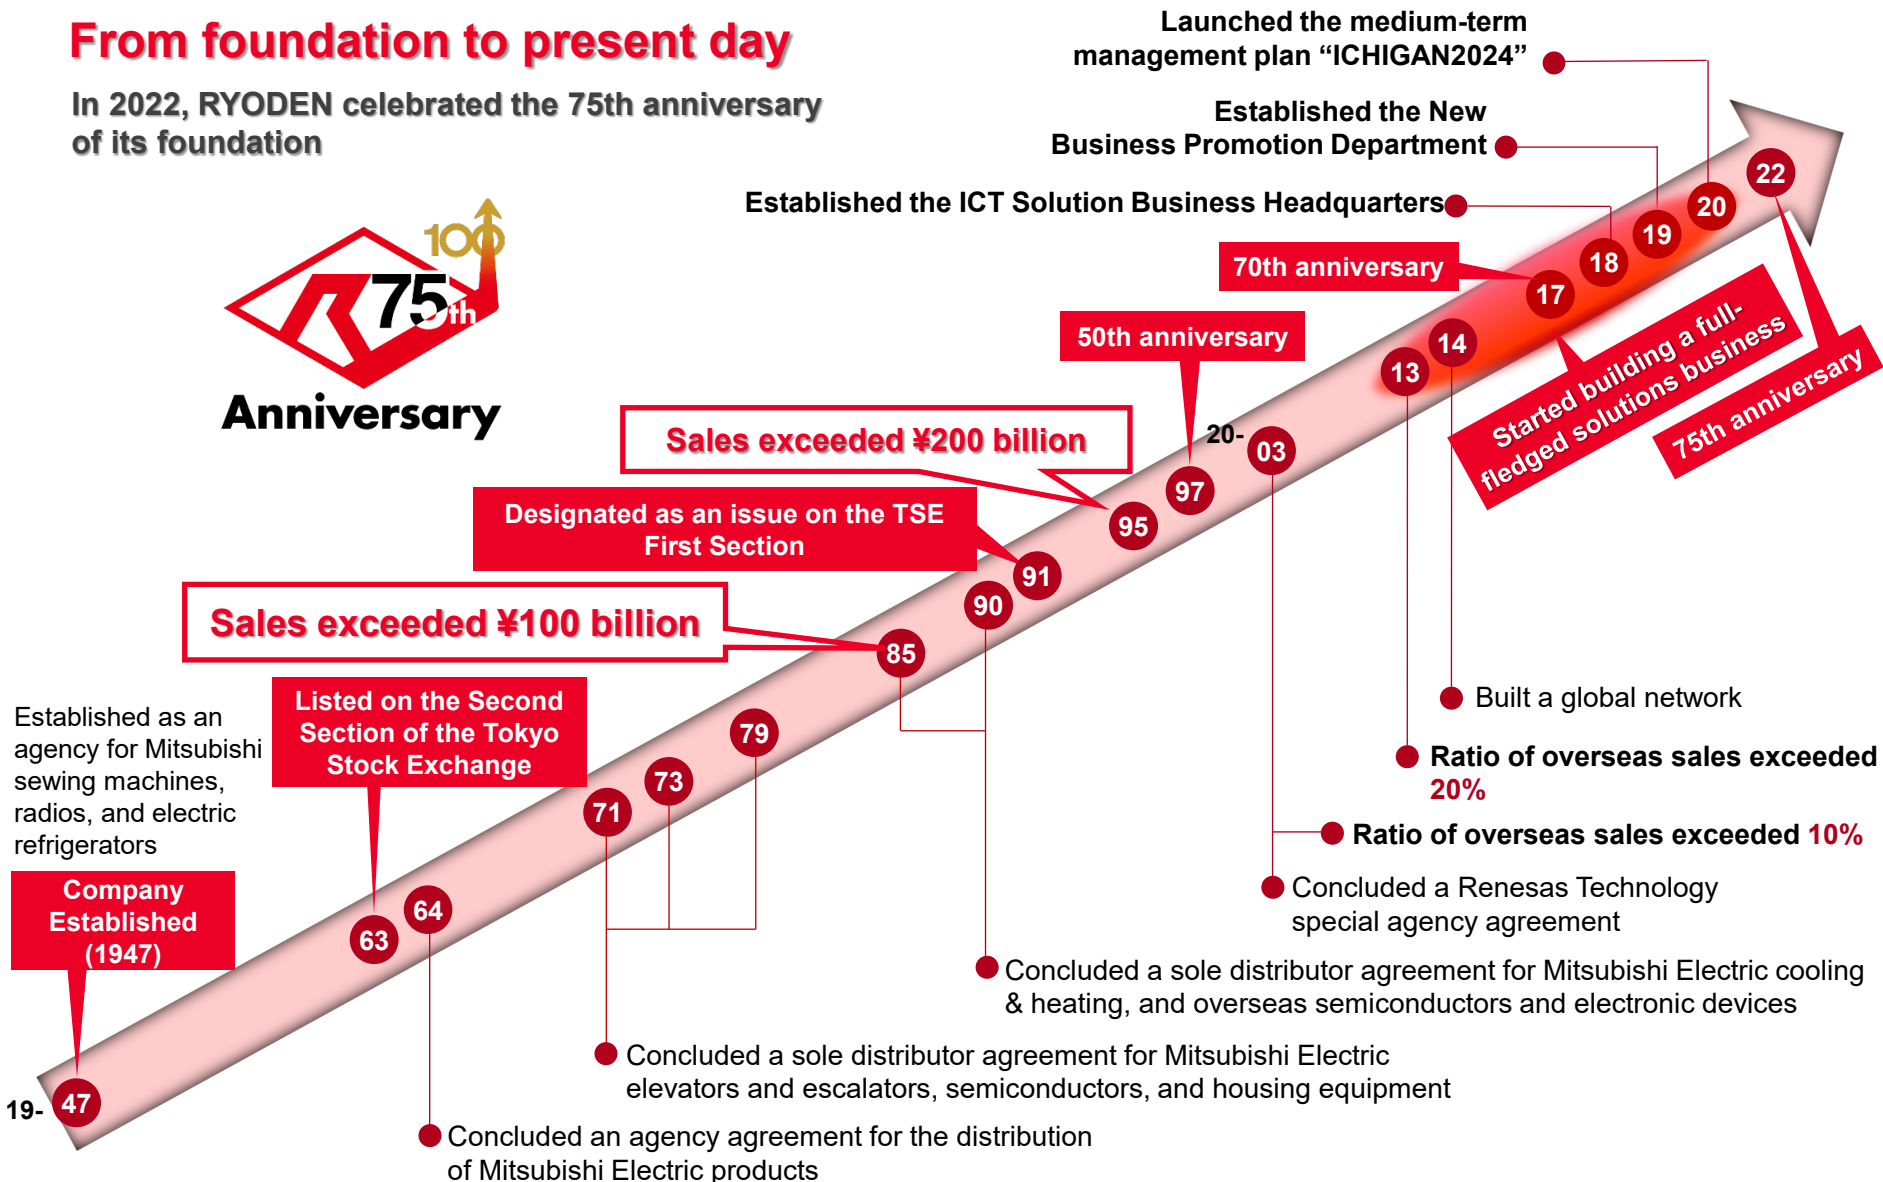 From foundation to present day
In 2022, RYODEN celebrated the 75th anniversary
of its foundation
100
75th
Anniversary
Launched the medium-term
management plan “ICHIGAN2024”
Established the New
Business Promotion Department
Established the ICT Solution Business Headquarters
70th anniversary
50th anniversary
Sales exceeded ¥200 billion
Designated as an issue on the TSE
First Section
Sales exceeded ¥100 billion
Listed on the Second
Section of the Tokyo
Stock Exchange
Established as an
agency for Mitsubishi
sewing machines,
radios, and electric
refrigerators
Company
Established
(1947)
19-
47
63
64
71
73
79
85
90
91
95
97
20-
03
13
14
17
18
19
20
22
Started building a full-
fledged solutions business
75th anniversary
Built a global network
Ratio of overseas sales exceeded
20%
Ratio of overseas sales exceeded 10%
Concluded a Renesas Technology
special agency agreement
Concluded a sole distributor agreement for Mitsubishi Electric cooling
& heating, and overseas semiconductors and electronic devices
Concluded a sole distributor agreement for Mitsubishi Electric
elevators and escalators, semiconductors, and housing equipment
Concluded an agency agreement for the distribution
of Mitsubishi Electric products